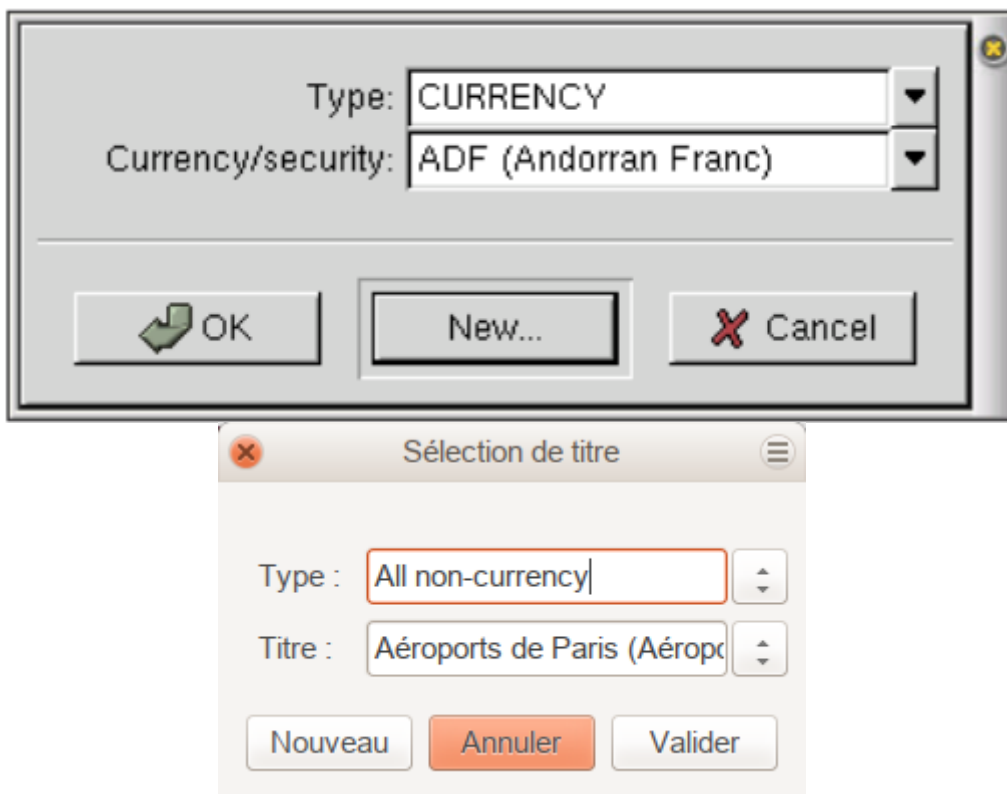 Type: CURRENCY
Currency/security: ADF (Andorran Franc)
OK New... Cancel
Sélection de titre
Type : All non-currency
Titre : Aéroports de Paris (Aéropo
Nouveau Annuler Valider